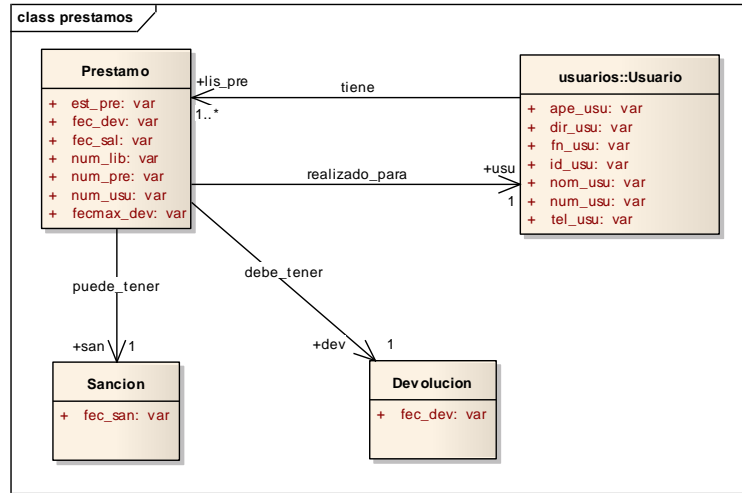 class prestamos
Prestamo
+ est_pre: var
+ fec_dev: var
+ fec_sal: var
+ num_lib: var
+ num_pre: var
+ num_usu: var
+ fecmax_dev: var
+lis_pre
1..*
tiene
usuarios::Usuario
+ ape_usu: var
+ dir_usu: var
+ fn_usu: var
+ id_usu: var
+ nom_usu: var
+ num_usu: var
+ tel_usu: var
realizado_para
+usu
1
puede_tener
debe_tener
+san
1
+dev
1
Sancion
+ fec_san: var
Devolucion
+ fec_dev: var